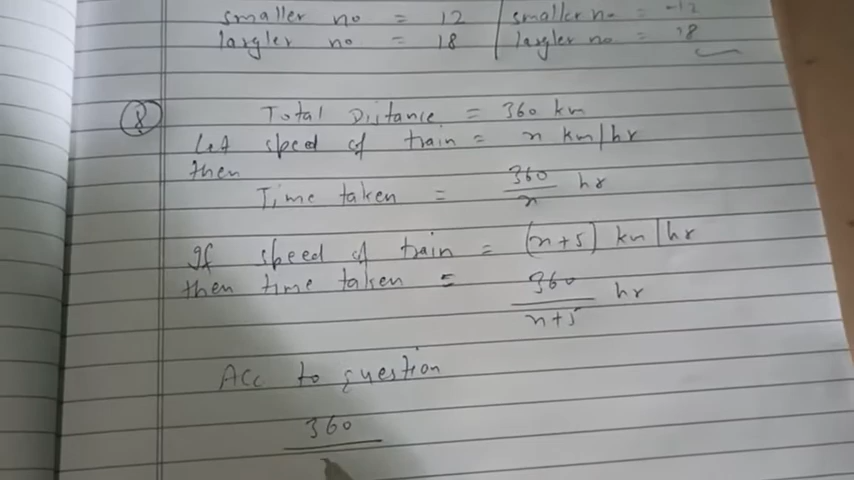 smaller no = 12 | smaller no = -12
largler no = 18 | largler no = 18
8 Total Distance = 360 km
Let speed of train = x km/hr
then
Time taken = 360/x hr
If speed of train = (x+5) km/hr
then time taken = 360/x+5 hr
Acc to question
360